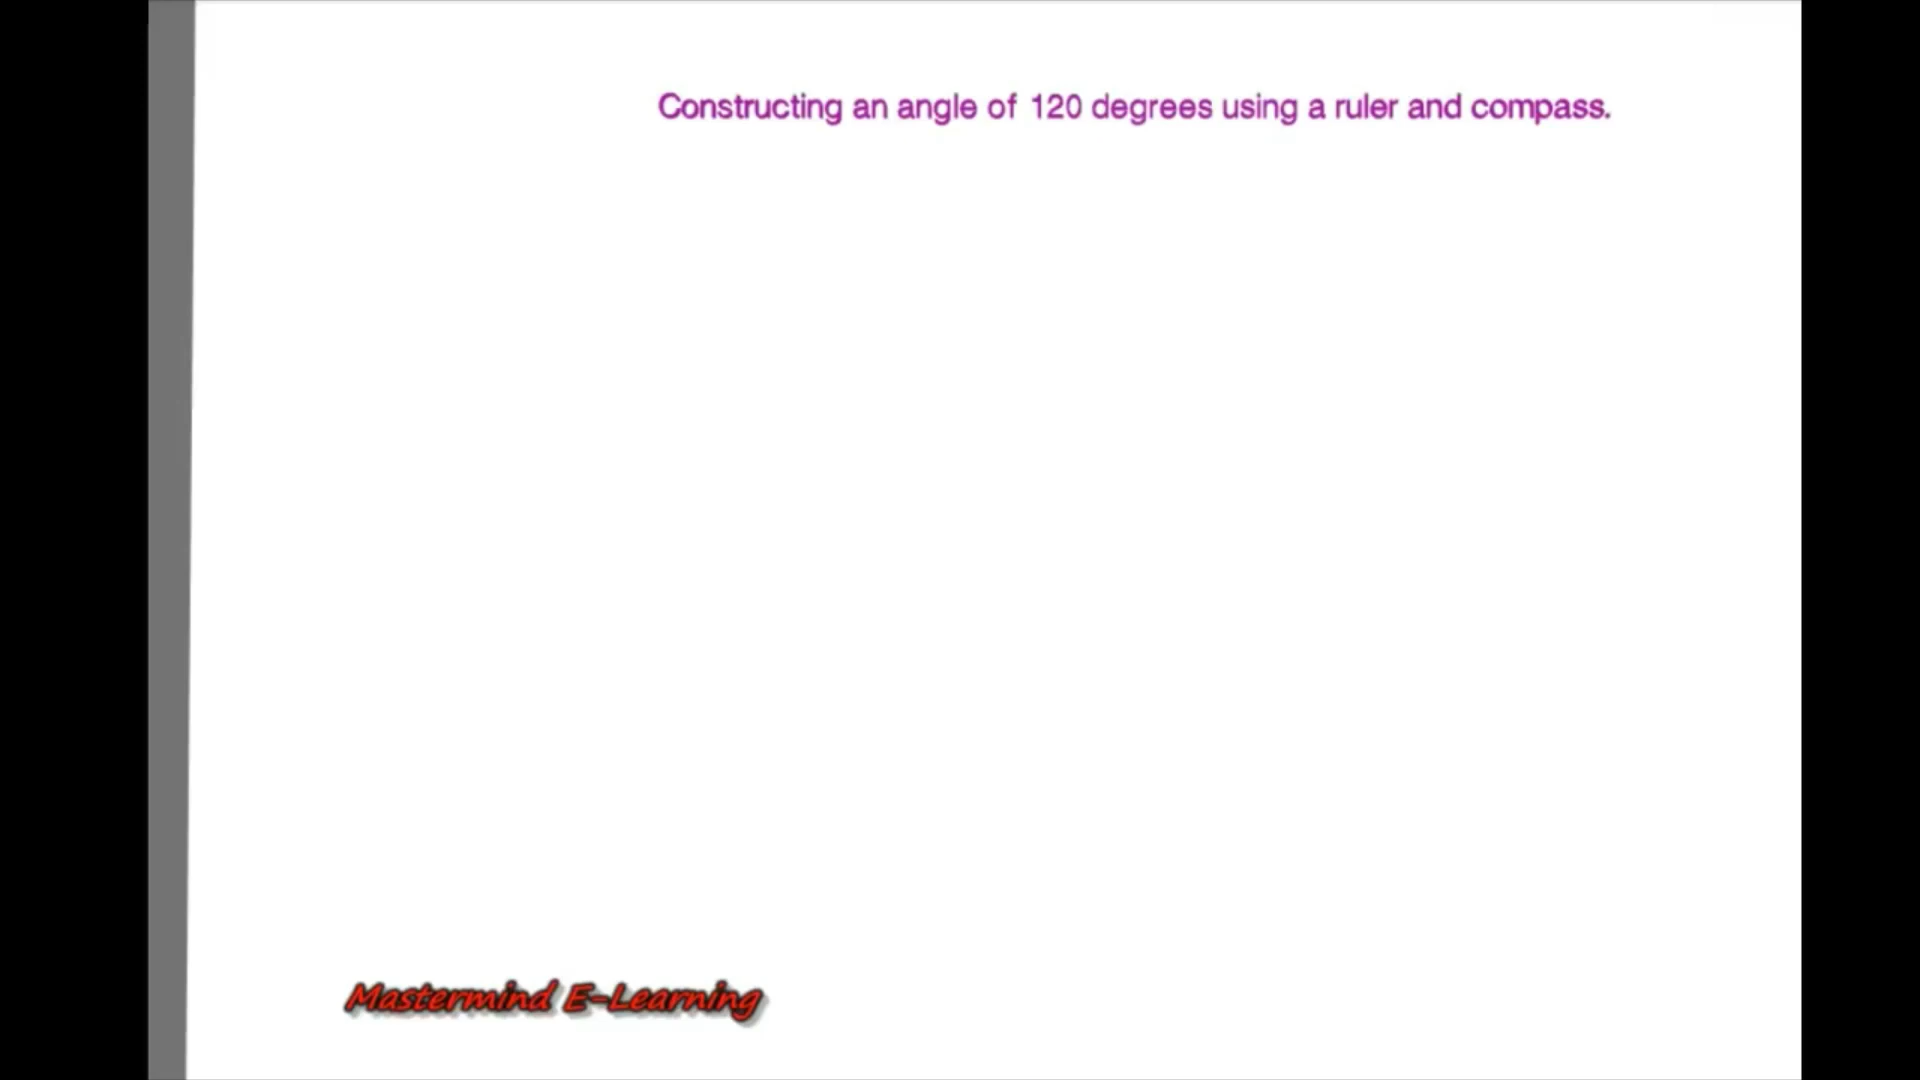 Constructing an angle of 120 degrees using a ruler and compass.
Mastermind E-Learning